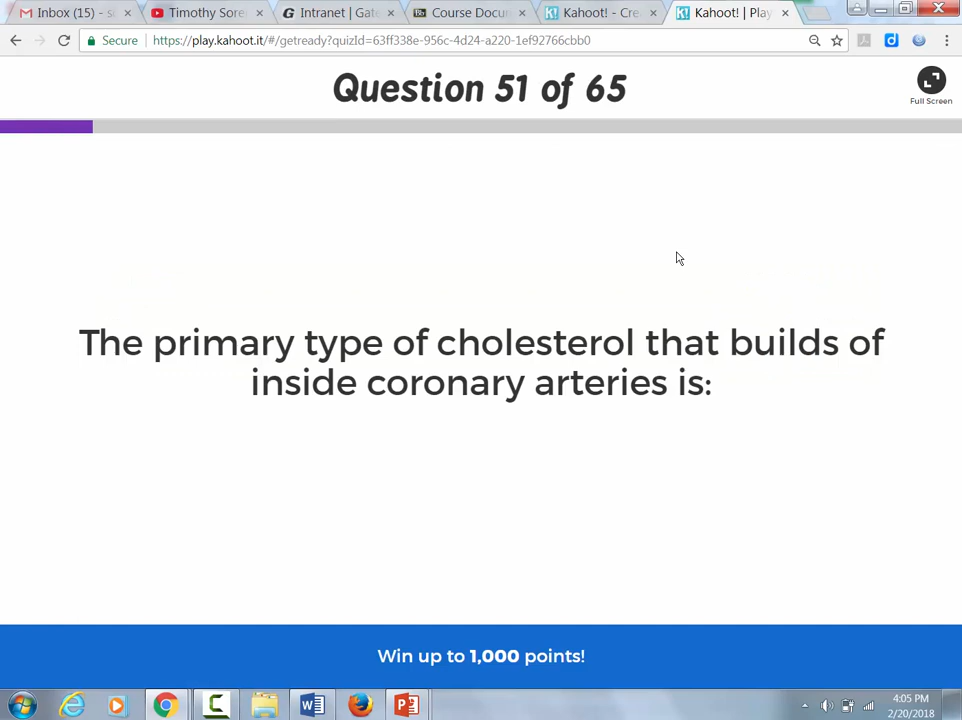 Inbox (15) - si
Timothy Sore
Intranet | Gate
Course Docu
Kahoot! - Cre
Kahoot! | Play
Secure
https://play.kahoot.it/#/getready?quizId=63ff338e-956c-4d24-a220-1ef92766cbb0
Question 51 of 65
Full Screen
The primary type of cholesterol that builds of
inside coronary arteries is:
Win up to 1,000 points!
4:05 PM
2/20/2018